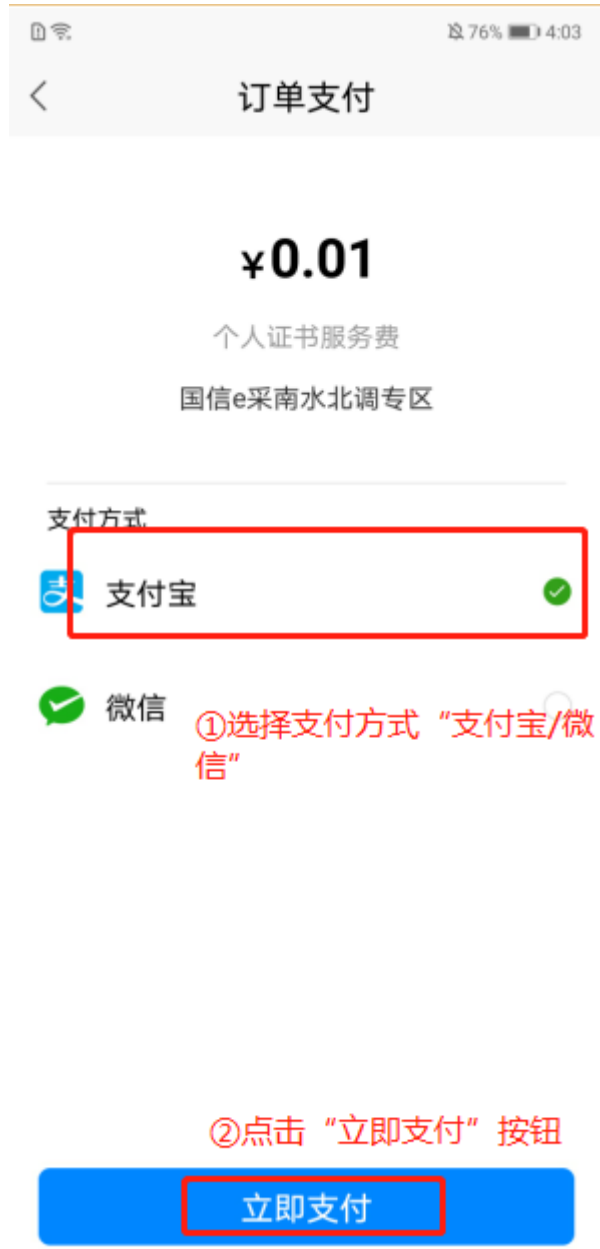 76% 4:03
订单支付
¥0.01
个人证书服务费
国信e采南水北调专区
支付方式
支付宝
微信
①选择支付方式“支付宝/微
信”
②点击“立即支付”按钮
立即支付